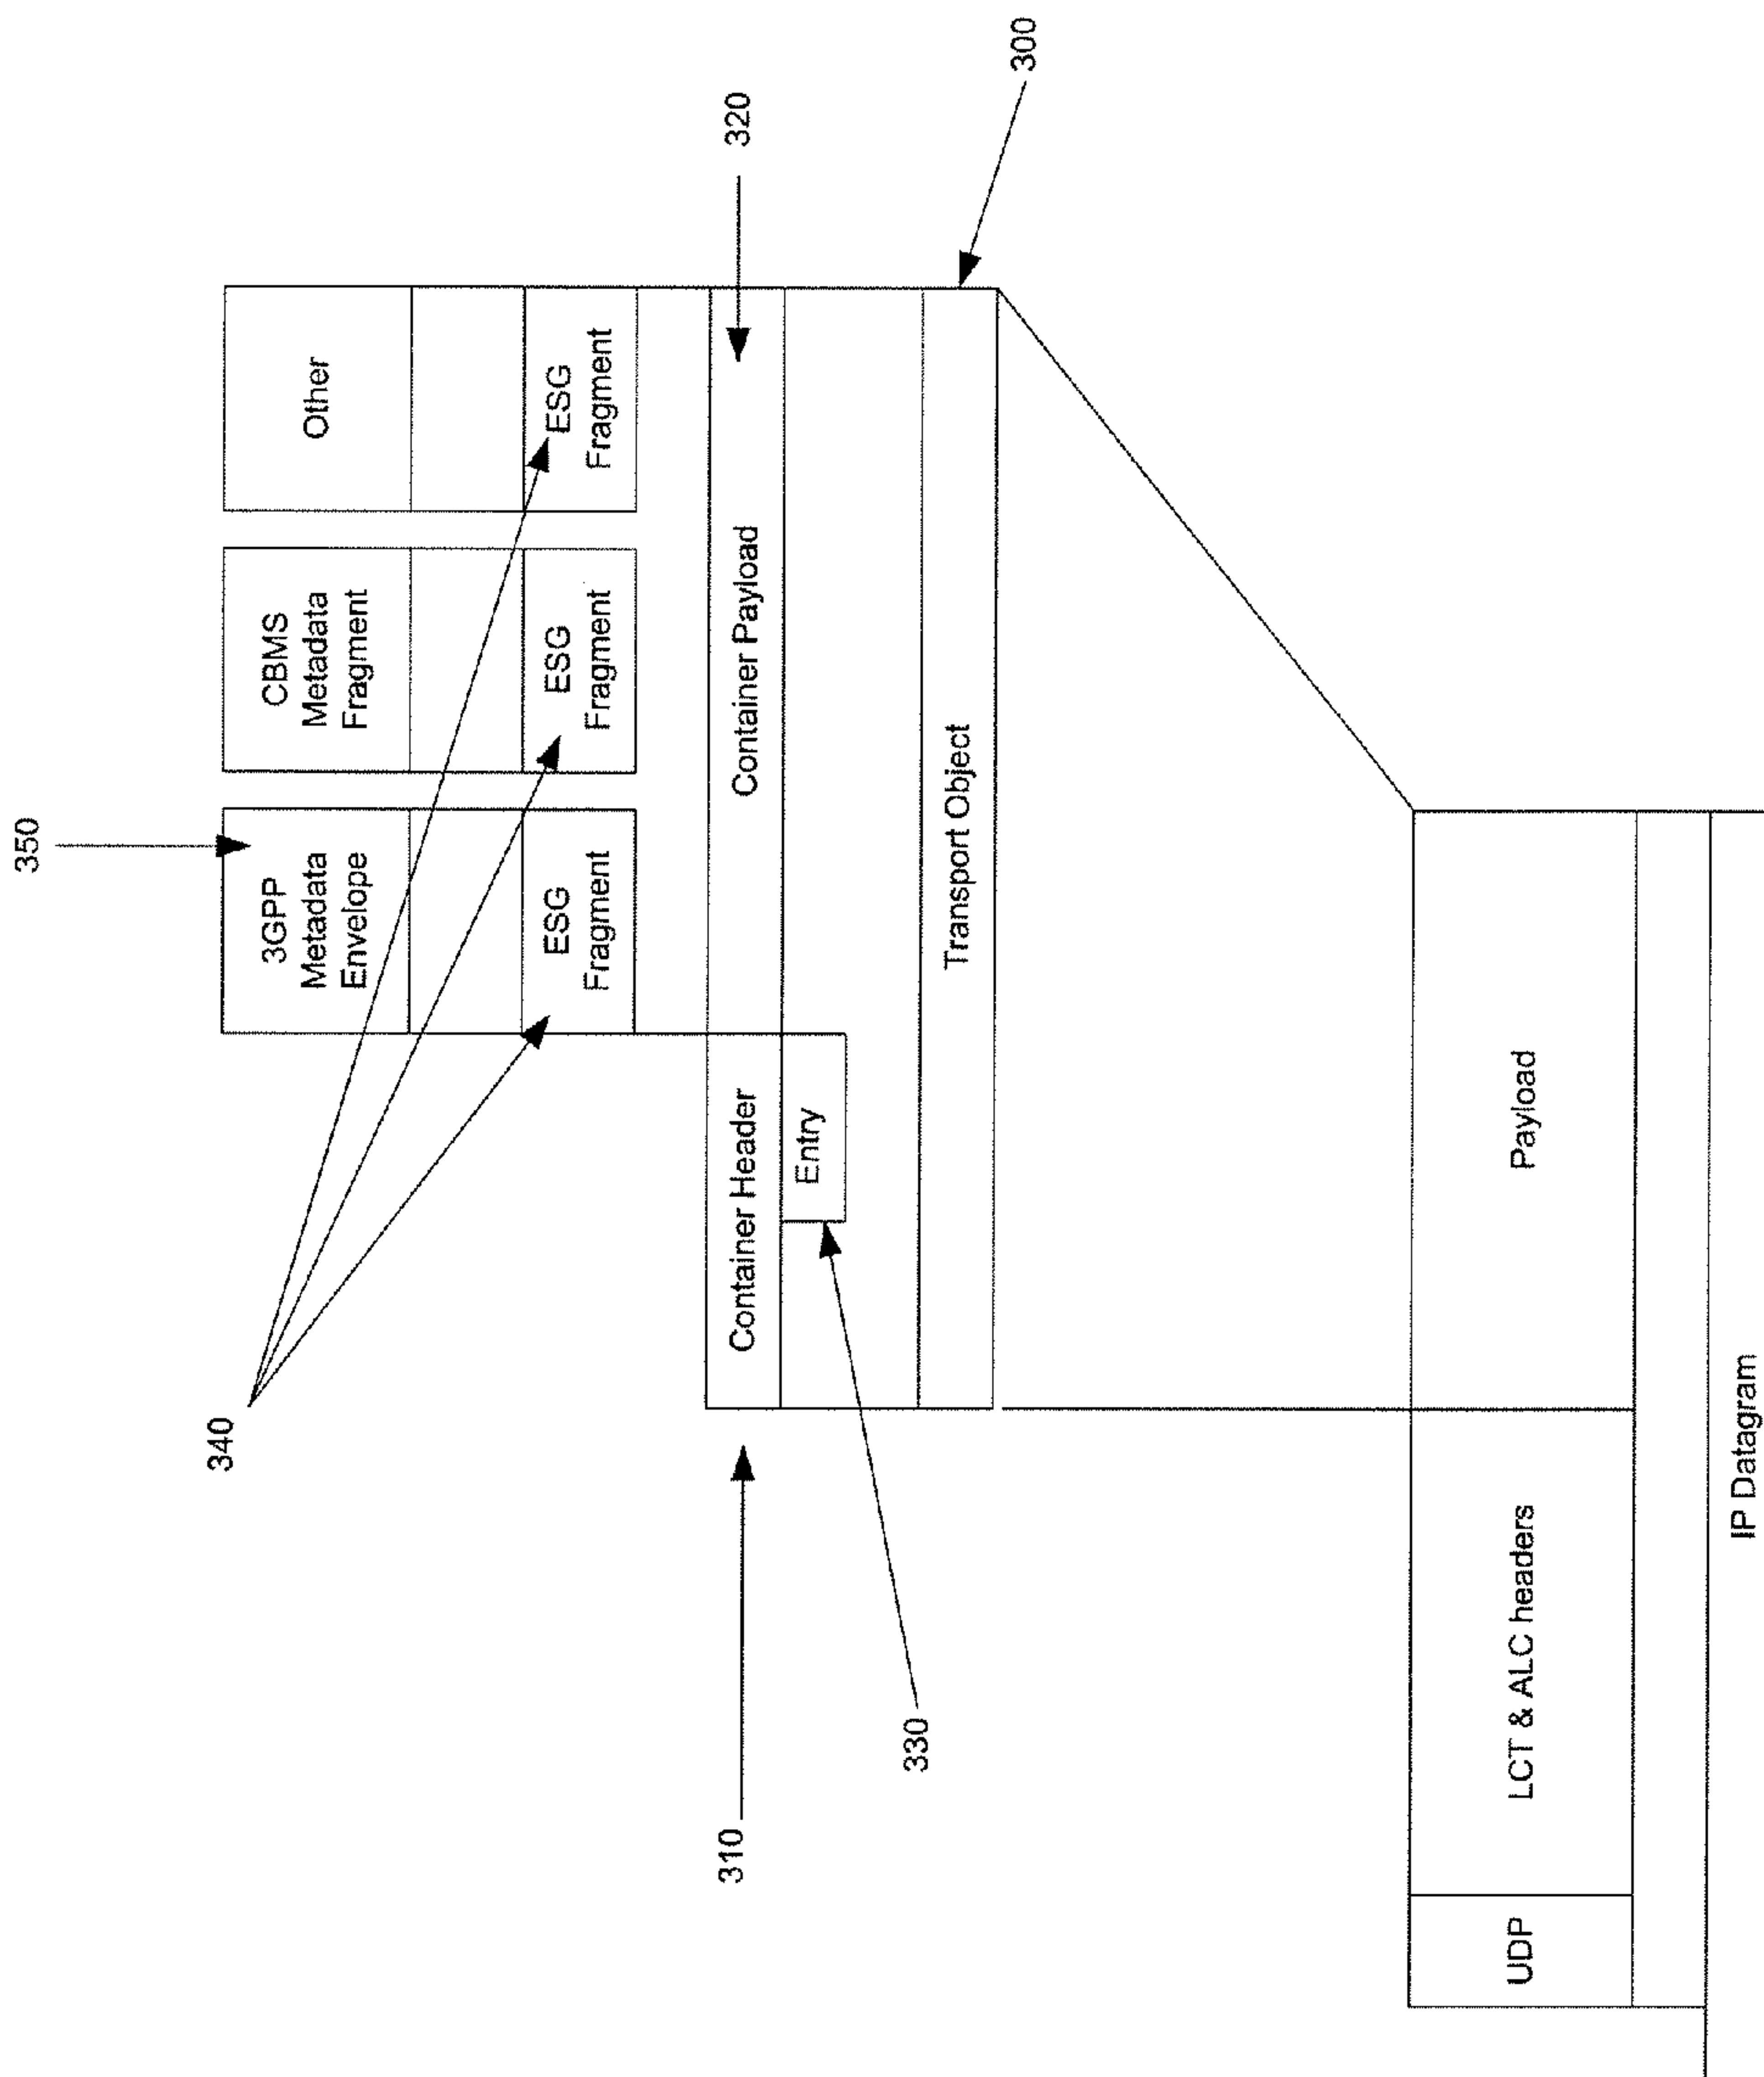 350
340
3GPP
Metadata
Envelope
CBMS
Metadata
Fragment
Other
ESG
Fragment
ESG
Fragment
ESG
Fragment
310
Container Header
Container Payload
320
Entry
330
Transport Object
300
UDP
LCT & ALC headers
Payload
IP Datagram